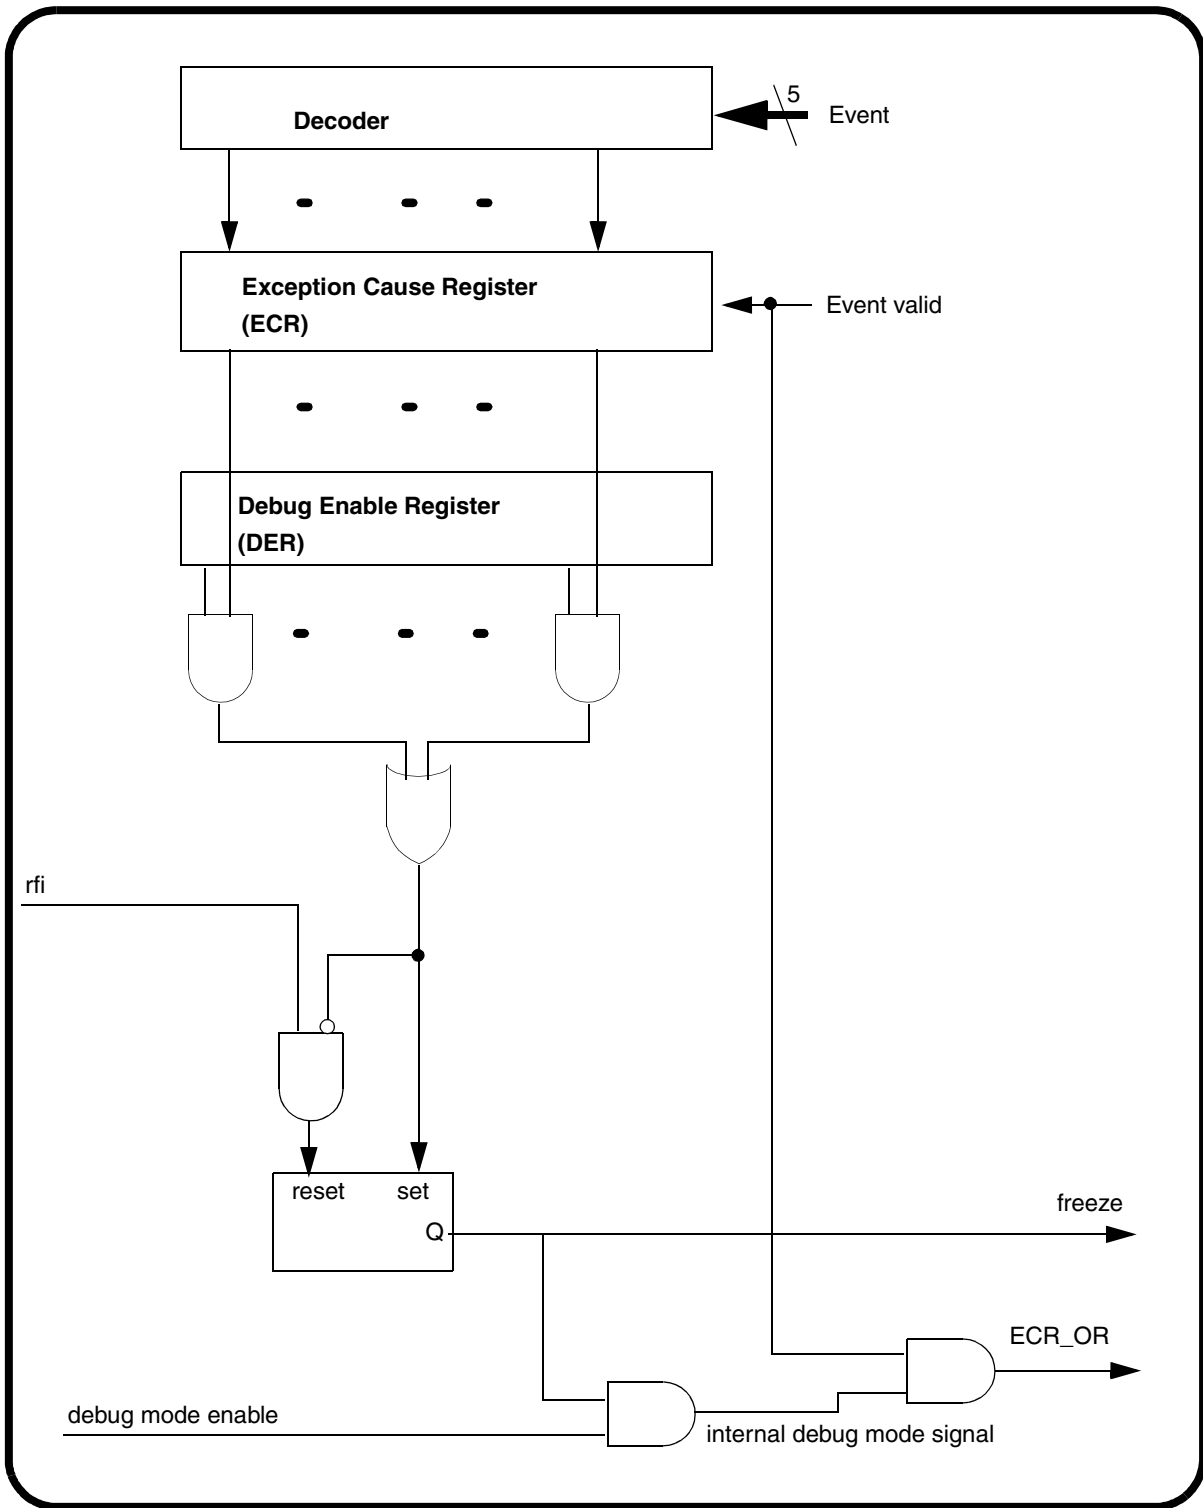 5
Decoder
Event
Exception Cause Register
(ECR)
Event valid
Debug Enable Register
(DER)
rfi
reset
set
Q
freeze
ECR_OR
debug mode enable
internal debug mode signal